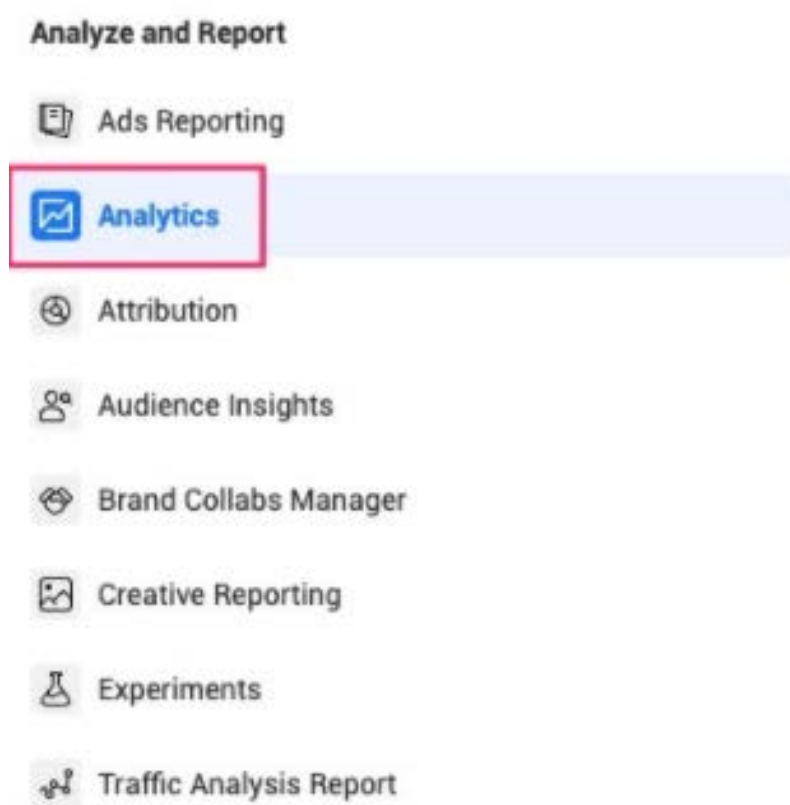 Analyze and Report
Ads Reporting
Analytics
Attribution
Audience Insights
Brand Collabs Manager
Creative Reporting
Experiments
Traffic Analysis Report